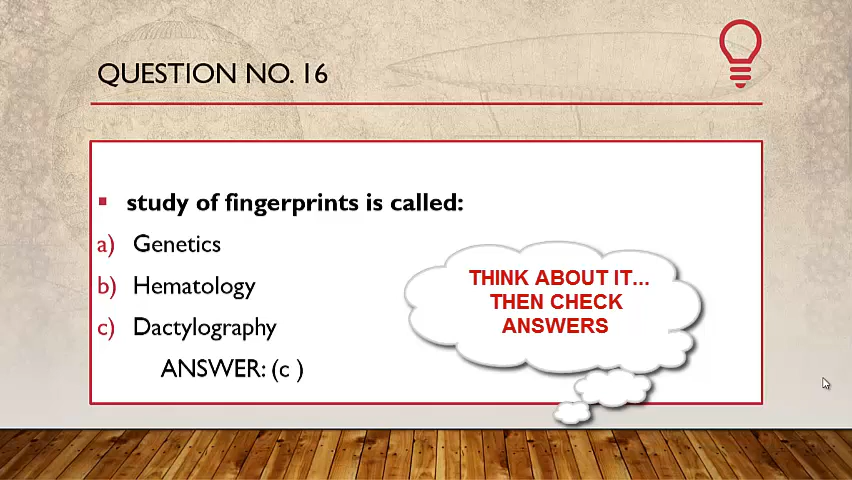 QUESTION NO. 16
▪ study of fingerprints is called:
a) Genetics
b) Hematology
c) Dactylography
ANSWER: (c )
THINK ABOUT IT...
THEN CHECK
ANSWERS